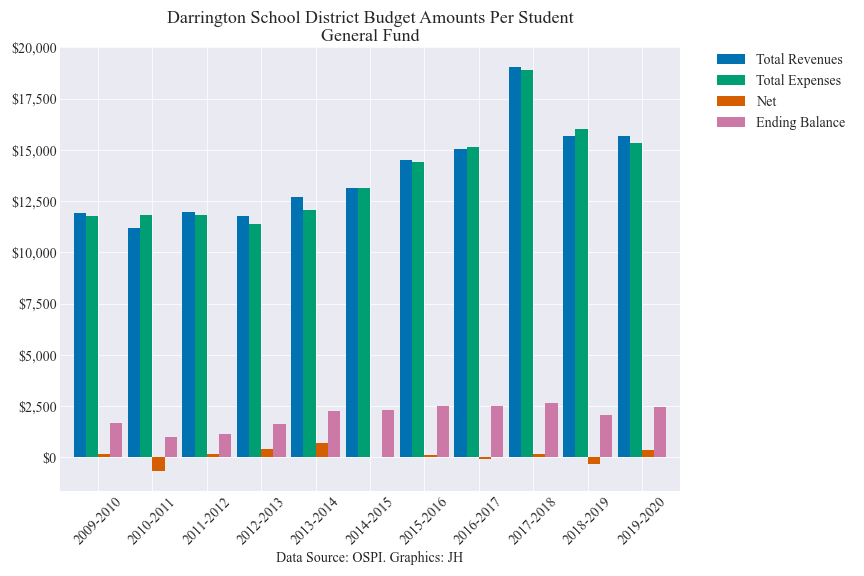 Darrington School District Budget Amounts Per Student
General Fund
$20,000
$17,500
$15,000
$12,500
$10,000
$7,500
$5,000
$2,500
$0
2009-2010
2010-2011
2011-2012
2012-2013
2013-2014
2014-2015
2015-2016
2016-2017
2017-2018
2018-2019
2019-2020
Data Source: OSPI. Graphics: JH
Total Revenues
Total Expenses
Net
Ending Balance